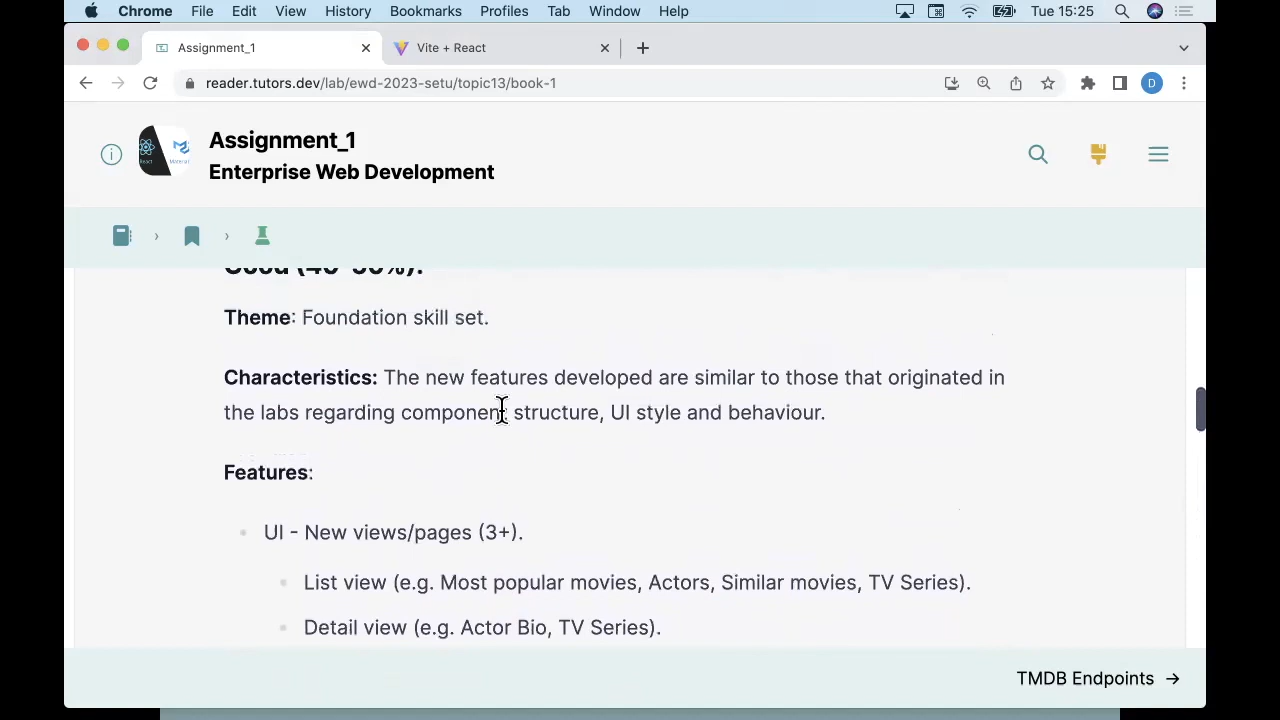 Chrome File Edit View History Bookmarks Profiles Tab Window Help Tue 15:25
Assignment_1 Vite + React
reader.tutors.dev/lab/ewd-2023-setu/topic13/book-1 D
Assignment_1
Enterprise Web Development
Theme: Foundation skill set.
Characteristics: The new features developed are similar to those that originated in
the labs regarding component structure, UI style and behaviour.
Features:
UI - New views/pages (3+).
List view (e.g. Most popular movies, Actors, Similar movies, TV Series).
Detail view (e.g. Actor Bio, TV Series).
TMDB Endpoints →